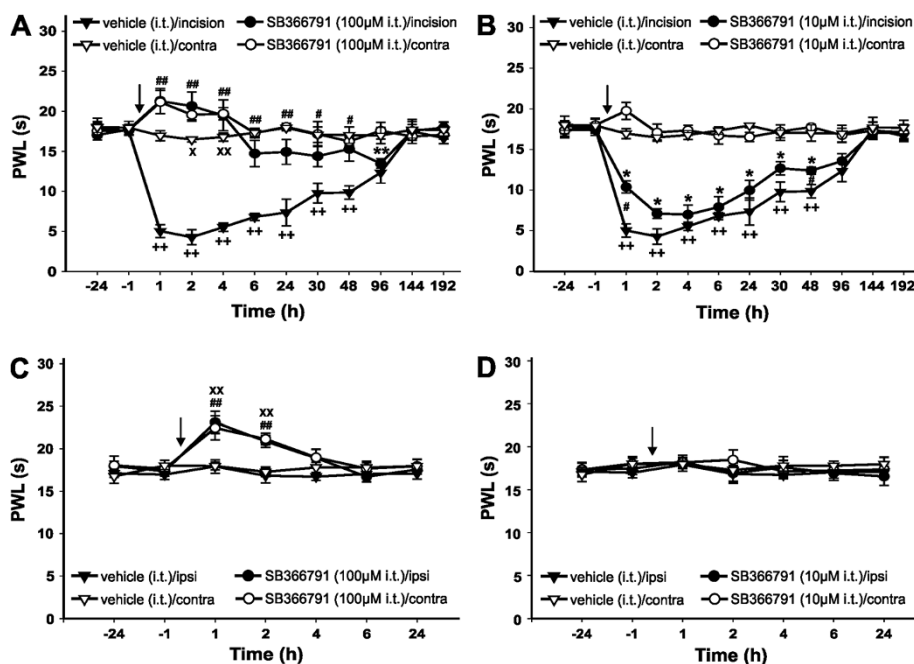 A
vehicle (i.t.)/incision SB366791 (100µM i.t.)/incision
vehicle (i.t.)/contra SB366791 (100µM i.t.)/contra
30
25
20
15
10
5
0
PWL (s)
## ## ## ## ## # #
x xx **
++ ++ ++ ++ ++ ++ ++
-24 -1 1 2 4 6 24 30 48 96 144 192
Time (h)
B
vehicle (i.t.)/incision SB366791 (10µM i.t.)/incision
vehicle (i.t.)/contra SB366791 (10µM i.t.)/contra
30
25
20
15
10
5
0
PWL (s)
* * * * * * *
# #
++ ++ ++ ++ ++ ++ ++
-24 -1 1 2 4 6 24 30 48 96 144 192
Time (h)
C
30
25
20
15
10
5
0
PWL (s)
xx xx
## ##
vehicle (i.t.)/ipsi SB366791 (100µM i.t.)/ipsi
vehicle (i.t.)/contra SB366791 (100µM i.t.)/contra
-24 -1 1 2 4 6 24
Time (h)
D
30
25
20
15
10
5
0
PWL (s)
vehicle (i.t.)/ipsi SB366791 (10µM i.t.)/ipsi
vehicle (i.t.)/contra SB366791 (10µM i.t.)/contra
-24 -1 1 2 4 6 24
Time (h)